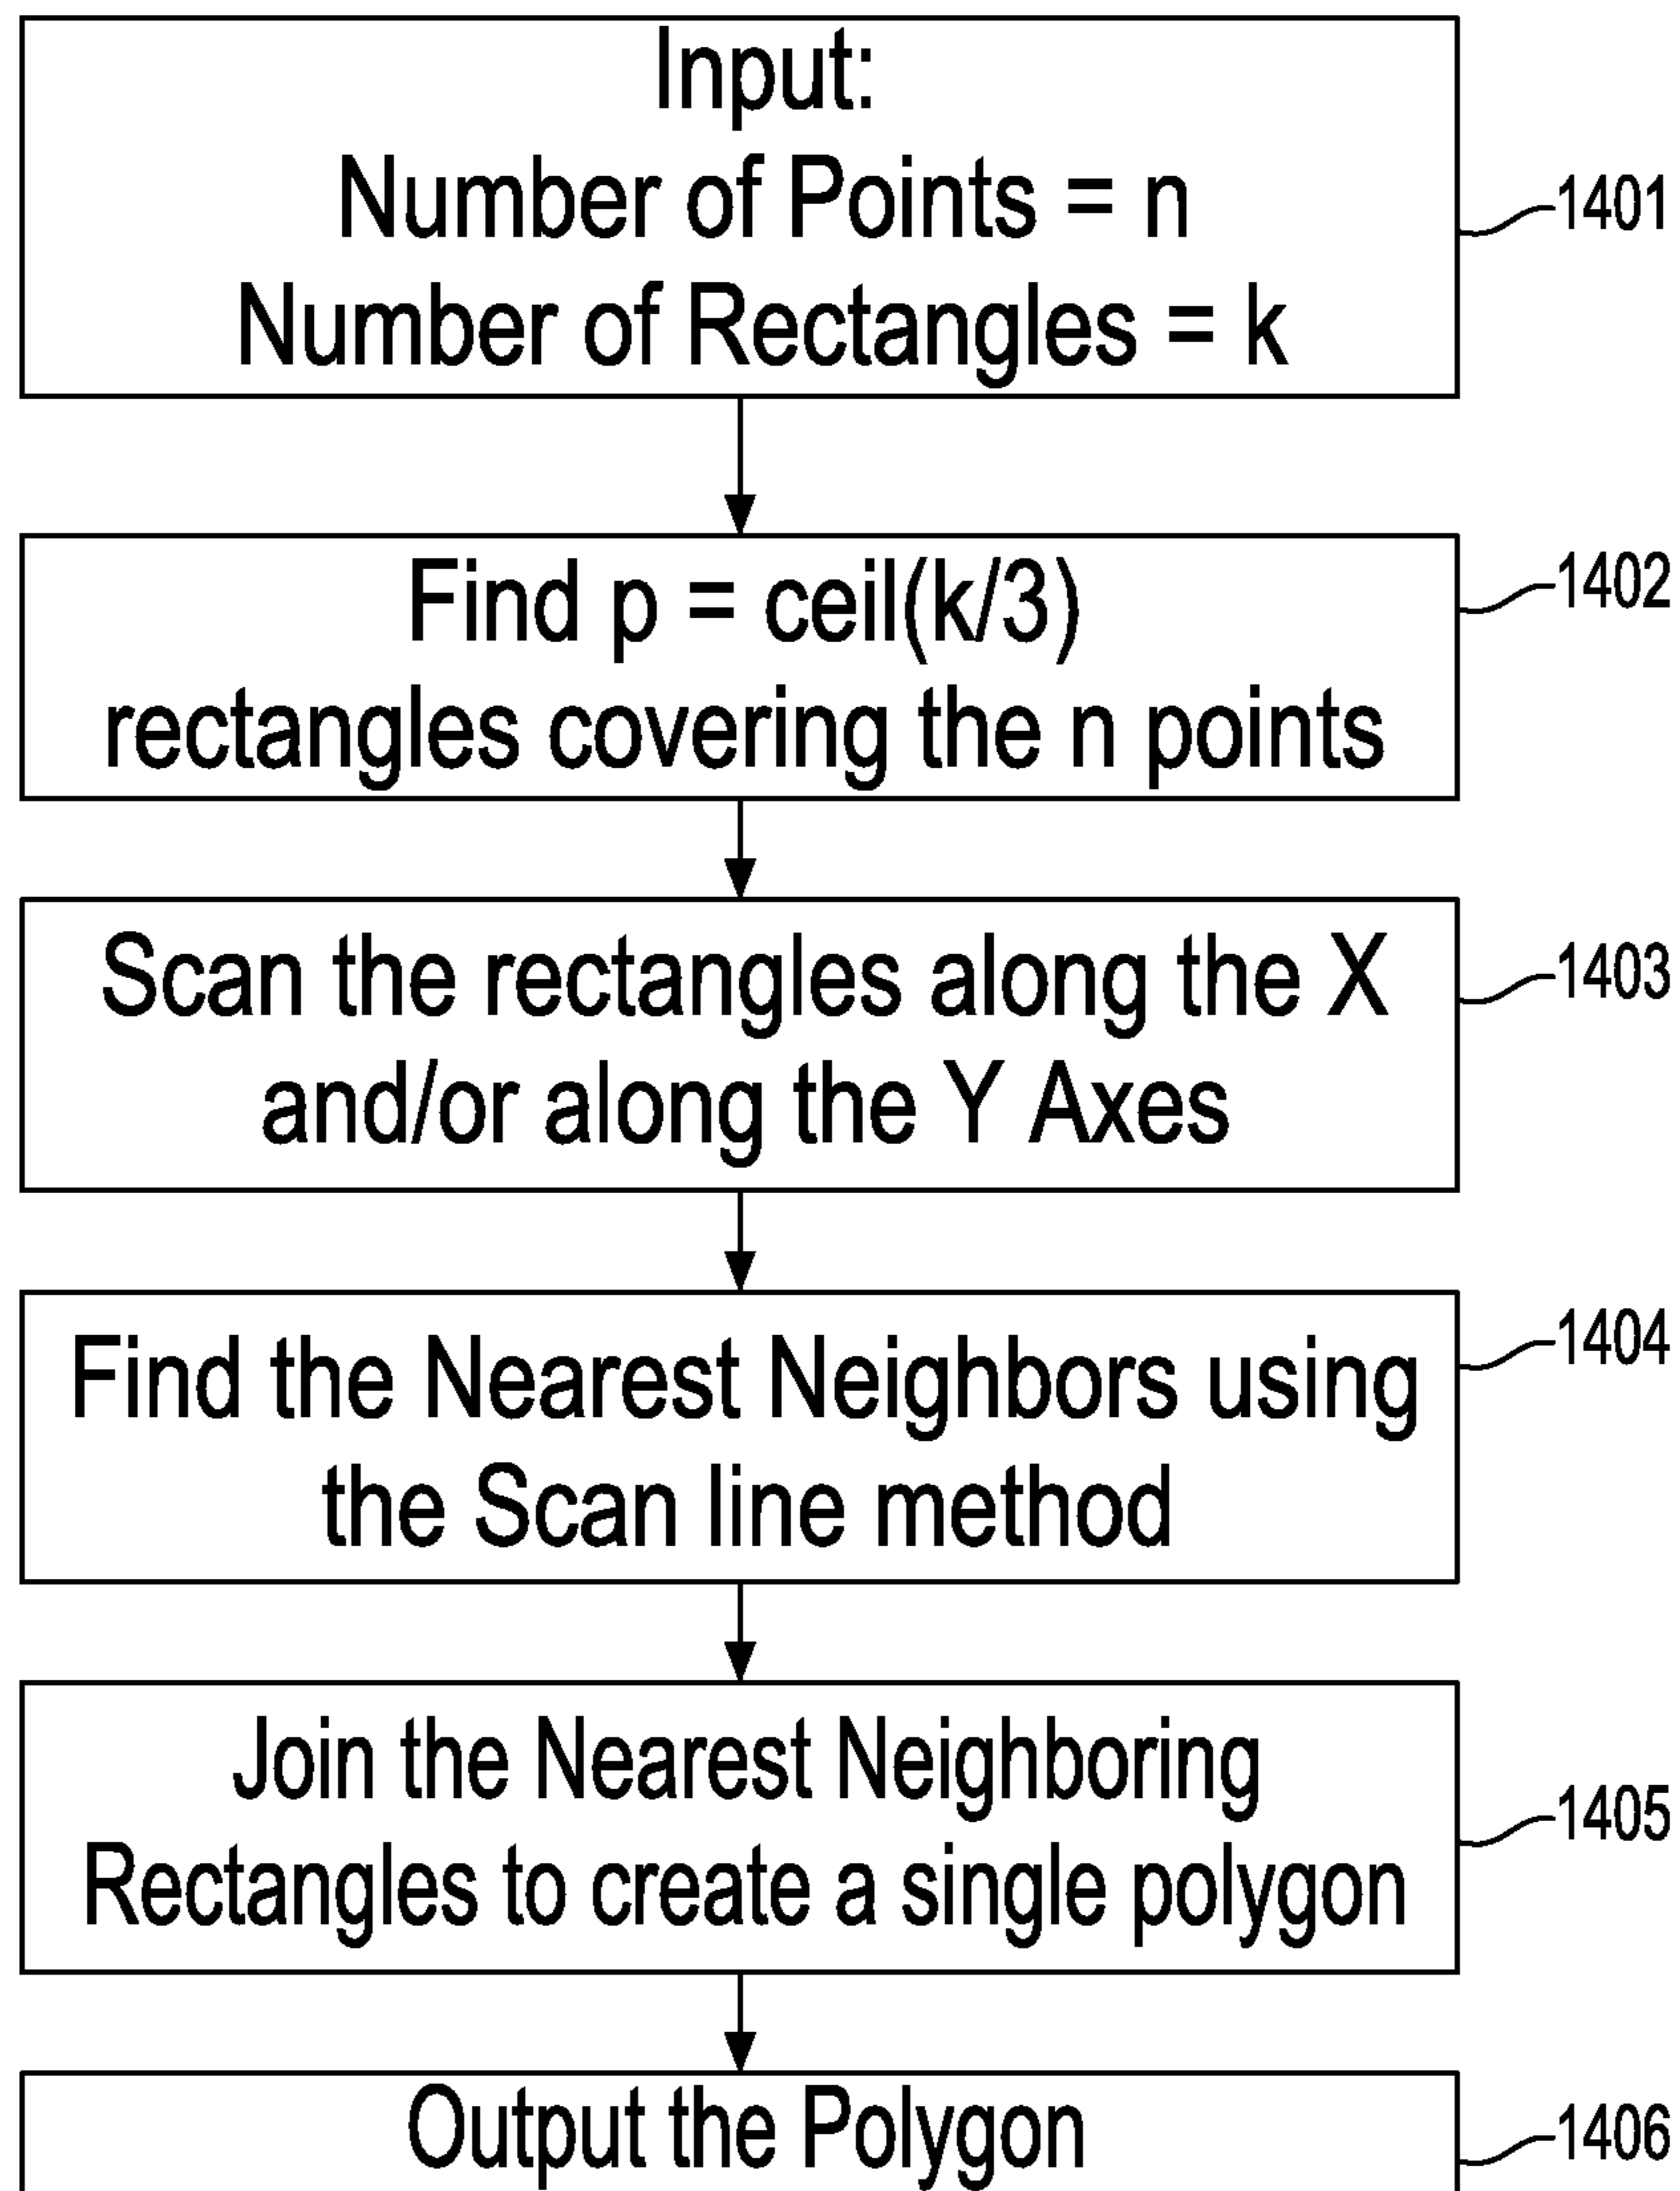 Input:
Number of Points = n
Number of Rectangles = k
1401
Find p = ceil(k/3)
rectangles covering the n points
1402
Scan the rectangles along the X
and/or along the Y Axes
1403
Find the Nearest Neighbors using
the Scan line method
1404
Join the Nearest Neighboring
Rectangles to create a single polygon
1405
Output the Polygon
1406